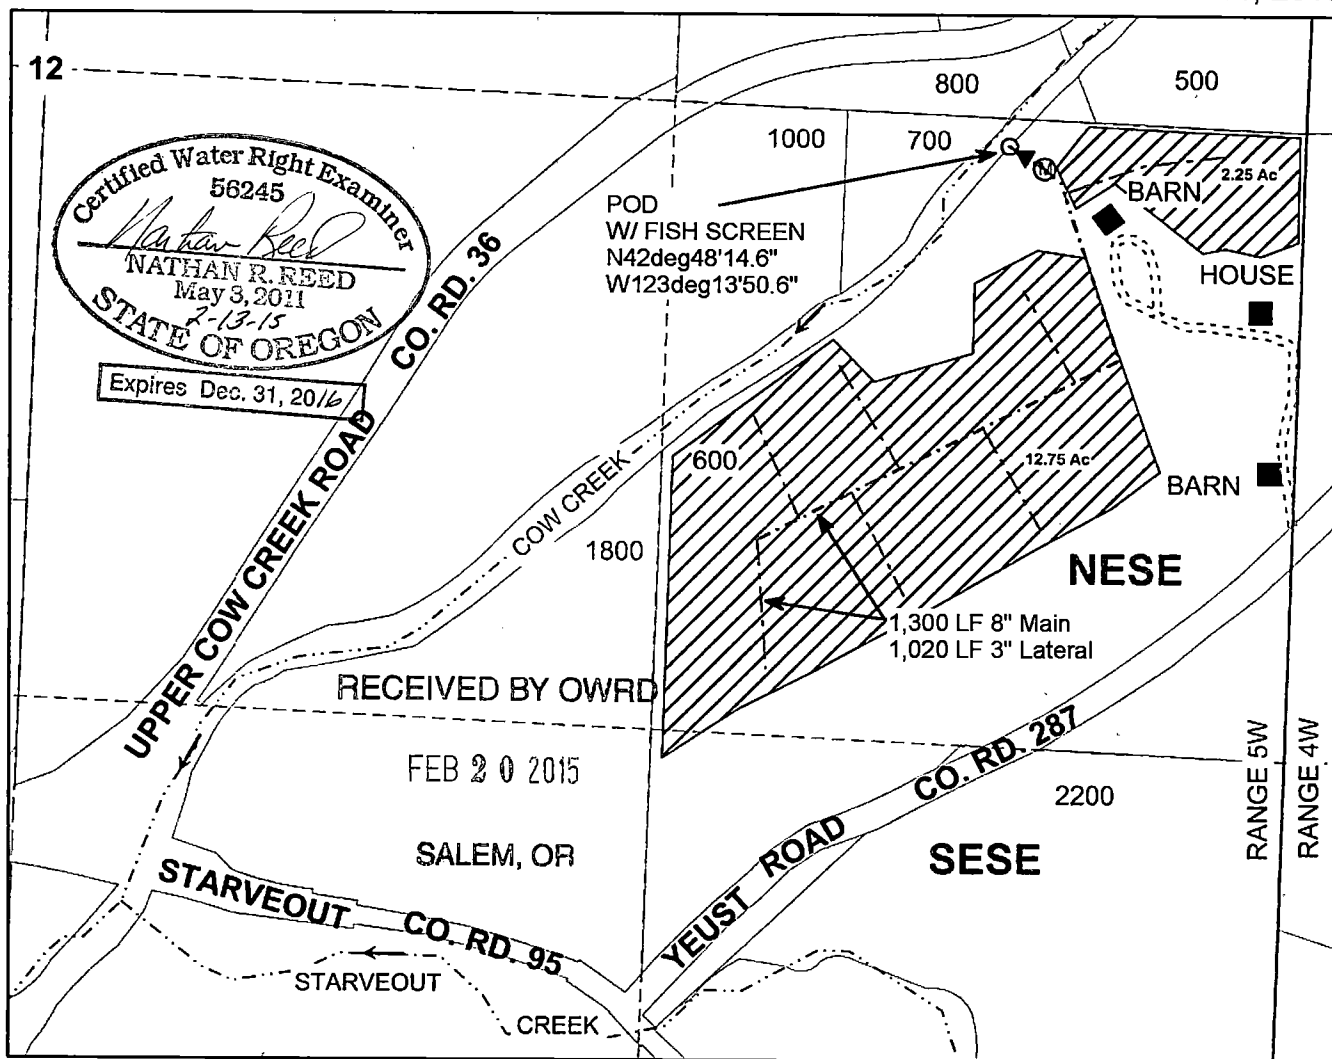 12
800
500
1000
700
Certified Water Right Examiner
56245
Nathan Reed
NATHAN R. REED
May 3, 2011
2-13-15
STATE OF OREGON
Expires Dec. 31, 2016
POD
W/ FISH SCREEN
N42deg48'14.6"
W123deg13'50.6"
M
2.25 Ac
BARN
HOUSE
UPPER COW CREEK ROAD CO. RD. 36
COW CREEK
600
12.75 Ac
BARN
1800
NESE
1,300 LF 8" Main
1,020 LF 3" Lateral
RECEIVED BY OWRD
FEB 20 2015
SALEM, OR
YEUST ROAD CO. RD. 287
2200
RANGE 5W
RANGE 4W
SESE
STARVEOUT CO. RD. 95
STARVEOUT
CREEK